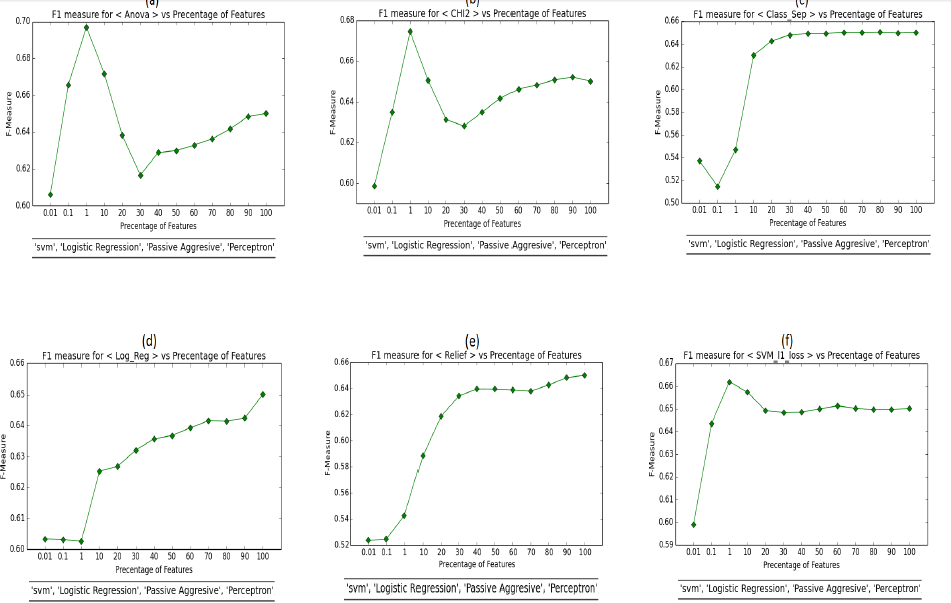 (a)
F1 measure for < Anova > vs Precentage of Features
0.70
0.68
0.66
0.64
0.62
0.60
F-Measure
0.01 0.1 1 10 20 30 40 50 60 70 80 90 100
Precentage of Features
'svm', 'Logistic Regression', 'Passive Aggresive', 'Perceptron'
(b)
F1 measure for < CHI2 > vs Precentage of Features
0.68
0.66
0.64
0.62
0.60
F-Measure
0.01 0.1 1 10 20 30 40 50 60 70 80 90 100
Precentage of Features
'svm', 'Logistic Regression', 'Passive Aggresive', 'Perceptron'
(c)
F1 measure for < Class_Sep > vs Precentage of Features
0.66
0.64
0.62
0.60
0.58
0.56
0.54
0.52
0.50
F-Measure
0.01 0.1 1 10 20 30 40 50 60 70 80 90 100
Precentage of Features
'svm', 'Logistic Regression', 'Passive Aggresive', 'Perceptron'
(d)
F1 measure for < Log_Reg > vs Precentage of Features
0.66
0.65
0.64
0.63
0.62
0.61
0.60
F-Measure
0.01 0.1 1 10 20 30 40 50 60 70 80 90 100
Precentage of Features
'svm', 'Logistic Regression', 'Passive Aggresive', 'Perceptron'
(e)
F1 measure for < Relief > vs Precentage of Features
0.66
0.64
0.62
0.60
0.58
0.56
0.54
0.52
F-Measure
0.01 0.1 1 10 20 30 40 50 60 70 80 90 100
Precentage of Features
'svm', 'Logistic Regression', 'Passive Aggresive', 'Perceptron'
(f)
F1 measure for < SVM_l1_loss > vs Precentage of Features
0.67
0.66
0.65
0.64
0.63
0.62
0.61
0.60
0.59
F-Measure
0.01 0.1 1 10 20 30 40 50 60 70 80 90 100
Precentage of Features
'svm', 'Logistic Regression', 'Passive Aggresive', 'Perceptron'